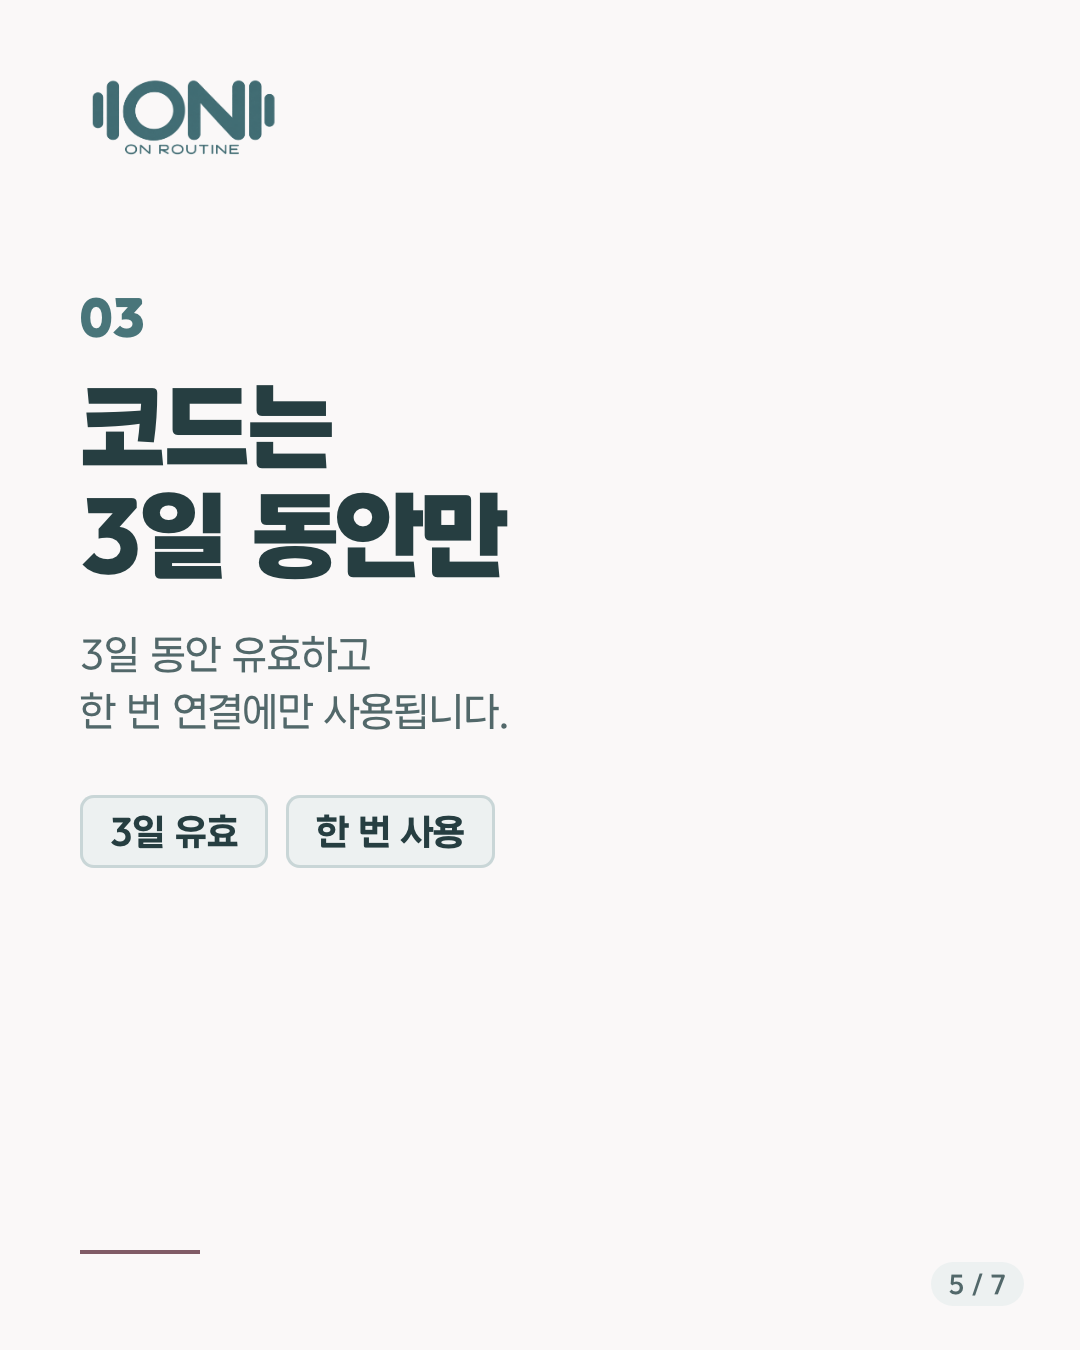 ION
ON ROUTINE
03
코드는
3일 동안만
3일 동안 유효하고
한 번 연결에만 사용됩니다.
3일 유효
한 번 사용
5 / 7